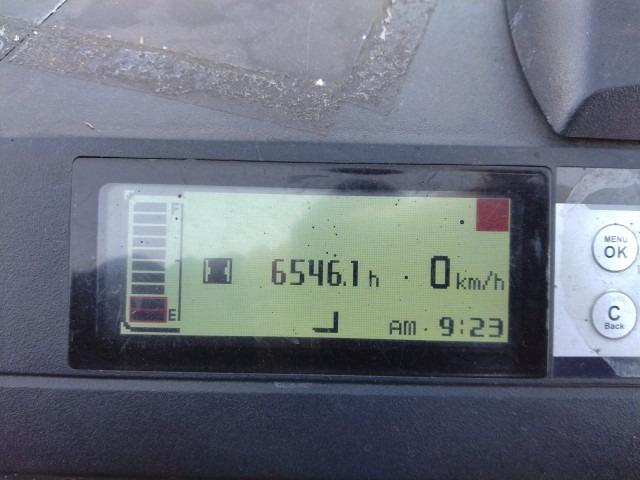 F
6546.1 h 0 km/h
E
AM 9:23
MENU
OK
C
Back